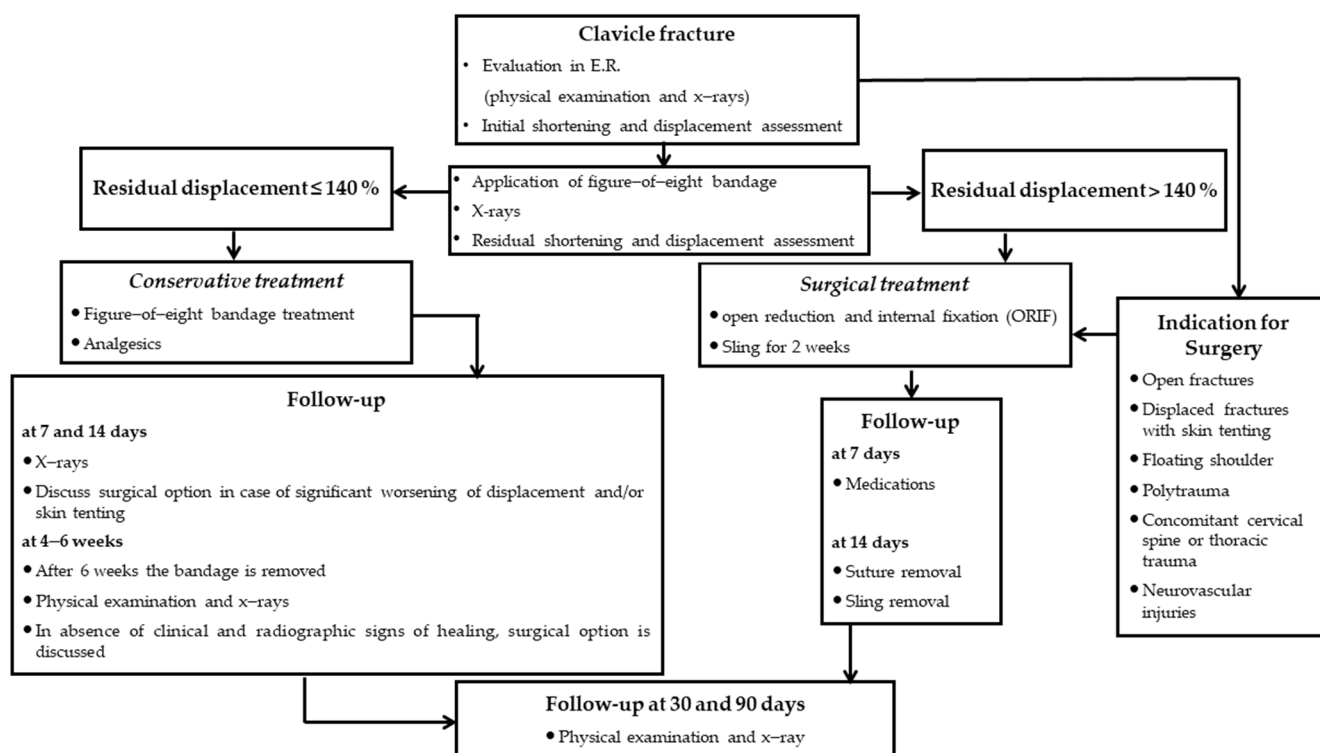 Clavicle fracture
• Evaluation in E.R.
(physical examination and x−rays)
• Initial shortening and displacement assessment
Residual displacement ≤ 140 %
• Application of figure−of−eight bandage
• X-rays
• Residual shortening and displacement assessment
Residual displacement > 140 %
Conservative treatment
• Figure−of−eight bandage treatment
• Analgesics
Surgical treatment
• open reduction and internal fixation (ORIF)
• Sling for 2 weeks
Indication for
Surgery
• Open fractures
• Displaced fractures
with skin tenting
• Floating shoulder
• Polytrauma
• Concomitant cervical
spine or thoracic
trauma
• Neurovascular
injuries
Follow-up
at 7 and 14 days
• X−rays
• Discuss surgical option in case of significant worsening of displacement and/or
skin tenting
at 4−6 weeks
• After 6 weeks the bandage is removed
• Physical examination and x−rays
• In absence of clinical and radiographic signs of healing, surgical option is
discussed
Follow-up
at 7 days
• Medications
at 14 days
• Suture removal
• Sling removal
Follow-up at 30 and 90 days
• Physical examination and x−ray